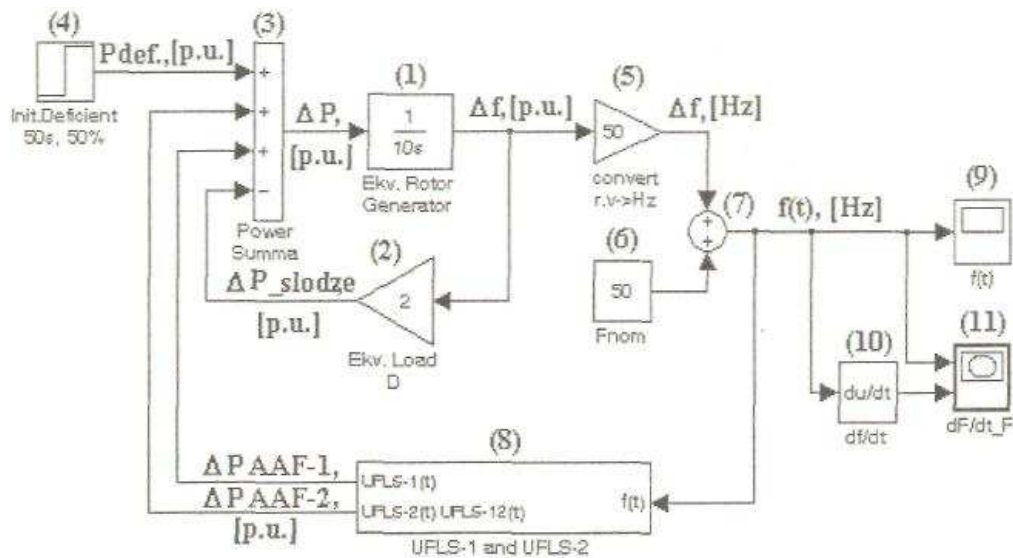 (4)
Pdef.,[p.u.]
Init.Deficient
50s, 50%
(3)
+
+
+
−
Power
Summa
ΔP,
[p.u.]
(1)
1
10s
Ekv. Rotor
Generator
Δf,[p.u.]
(5)
50
convert
r.v->Hz
Δf,[Hz]
(2)
2
ΔP_slodze
[p.u.]
Ekv. Load
D
(6)
50
Fnom
+
+
(7)
f(t), [Hz]
(9)
f(t)
(10)
du/dt
df/dt
(11)
dF/dt_F
(8)
ΔP AAF-1,
ΔP AAF-2,
[p.u.]
UFLS-1(t)
UFLS-2(t) UFLS-12(t)
f(t)
UFLS-1 and UFLS-2